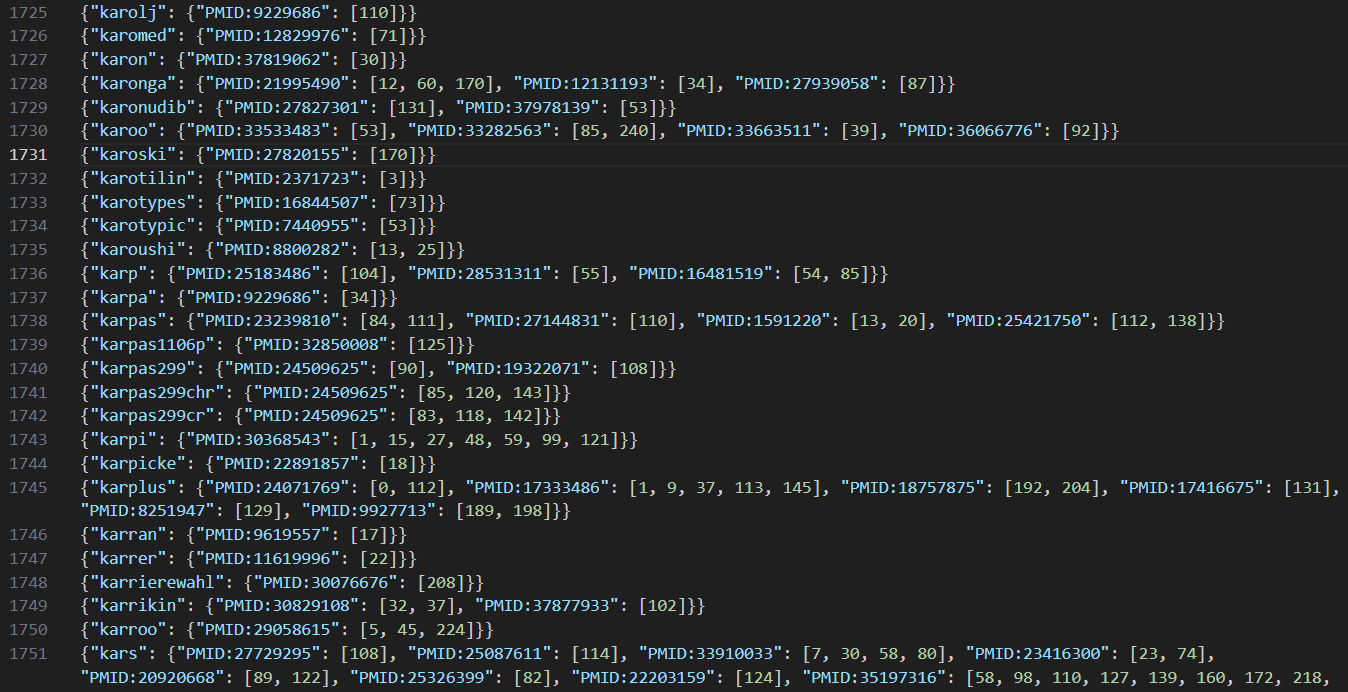 1725 {"karolj": {"PMID:9229686": [110]}}
1726 {"karomed": {"PMID:12829976": [71]}}
1727 {"karon": {"PMID:37819062": [30]}}
1728 {"karonga": {"PMID:21995490": [12, 60, 170], "PMID:12131193": [34], "PMID:27939058": [87]}}
1729 {"karonudib": {"PMID:27827301": [131], "PMID:37978139": [53]}}
1730 {"karoo": {"PMID:33533483": [53], "PMID:33282563": [85, 240], "PMID:33663511": [39], "PMID:36066776": [92]}}
1731 {"karoski": {"PMID:27820155": [170]}}
1732 {"karotilin": {"PMID:2371723": [3]}}
1733 {"karotypes": {"PMID:16844507": [73]}}
1734 {"karotypic": {"PMID:7440955": [53]}}
1735 {"karoushi": {"PMID:8800282": [13, 25]}}
1736 {"karp": {"PMID:25183486": [104], "PMID:28531311": [55], "PMID:16481519": [54, 85]}}
1737 {"karpa": {"PMID:9229686": [34]}}
1738 {"karpas": {"PMID:23239810": [84, 111], "PMID:27144831": [110], "PMID:1591220": [13, 20], "PMID:25421750": [112, 138]}}
1739 {"karpas1106p": {"PMID:32850008": [125]}}
1740 {"karpas299": {"PMID:24509625": [90], "PMID:19322071": [108]}}
1741 {"karpas299chr": {"PMID:24509625": [85, 120, 143]}}
1742 {"karpas299cr": {"PMID:24509625": [83, 118, 142]}}
1743 {"karpi": {"PMID:30368543": [1, 15, 27, 48, 59, 99, 121]}}
1744 {"karpicke": {"PMID:22891857": [18]}}
1745 {"karplus": {"PMID:24071769": [0, 112], "PMID:17333486": [1, 9, 37, 113, 145], "PMID:18757875": [192, 204], "PMID:17416675": [131],
"PMID:8251947": [129], "PMID:9927713": [189, 198]}}
1746 {"karran": {"PMID:9619557": [17]}}
1747 {"karrer": {"PMID:11619996": [22]}}
1748 {"karrierewahl": {"PMID:30076676": [208]}}
1749 {"karrikin": {"PMID:30829108": [32, 37], "PMID:37877933": [102]}}
1750 {"karroo": {"PMID:29058615": [5, 45, 224]}}
1751 {"kars": {"PMID:27729295": [108], "PMID:25087611": [114], "PMID:33910033": [7, 30, 58, 80], "PMID:23416300": [23, 74],
"PMID:20920668": [89, 122], "PMID:25326399": [82], "PMID:22203159": [124], "PMID:35197316": [58, 98, 110, 127, 139, 160, 172, 218,